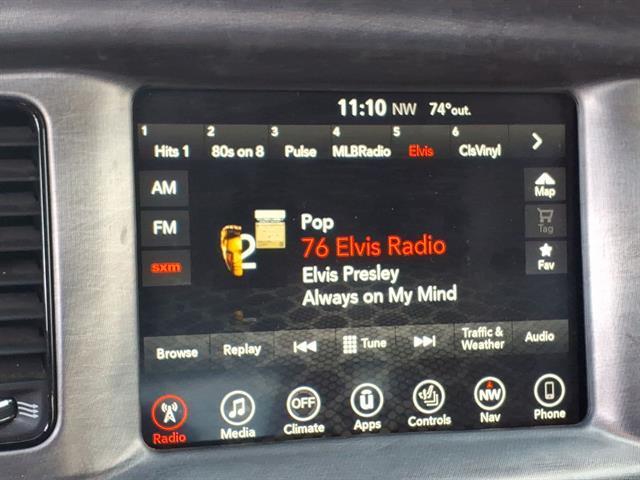 11:10 NW 74°out.
1 2 3 4 5 6
Hits 1 80s on 8 Pulse MLBRadio Elvis ClsVinyl
AM Map
FM Tag
sxm Fav
Pop
2
76 Elvis Radio
Elvis Presley
Always on My Mind
Browse Replay Tune Traffic & Audio
Weather
OFF NW
Radio Media Climate Apps Controls Nav Phone